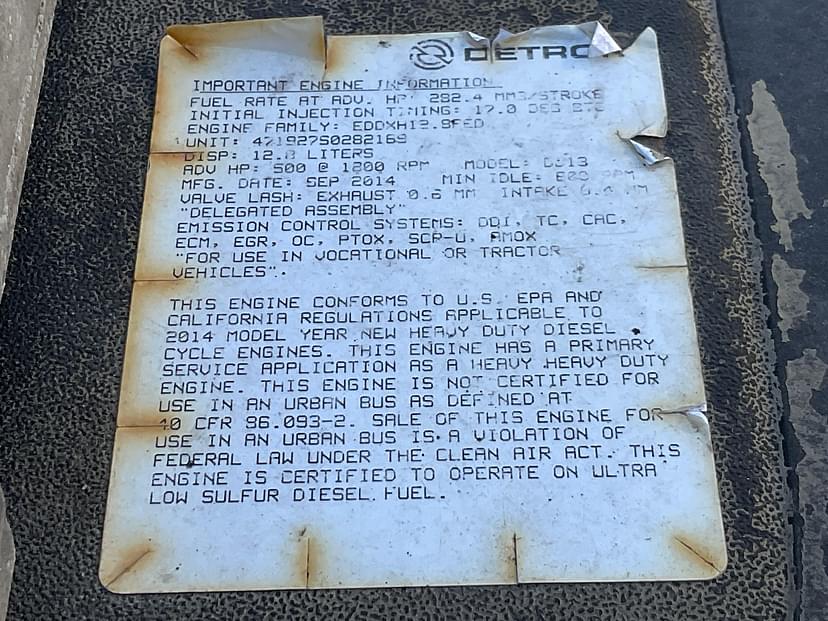 DETRO
IMPORTANT ENGINE INFORMATION
FUEL RATE AT ADV. HP: 282.4 MM3/STROKE
INITIAL INJECTION TIMING: 17.0 DEG BTC
ENGINE FAMILY: EDDXH12.8FED
UNIT: 471927S0282169
DISP: 12.8 LITERS
ADV HP: 500 @ 1800 RPM MODEL: DD13
MFG. DATE: SEP 2014 MIN IDLE: 600 RPM
VALVE LASH: EXHAUST 0.6 MM INTAKE 0.4 MM
"DELEGATED ASSEMBLY"
EMISSION CONTROL SYSTEMS: DDI, TC, CAC,
ECM, EGR, OC, PTOX, SCR-U, AMOX
"FOR USE IN VOCATIONAL OR TRACTOR
VEHICLES".
THIS ENGINE CONFORMS TO U.S. EPA AND
CALIFORNIA REGULATIONS APPLICABLE TO
2014 MODEL YEAR NEW HEAVY DUTY DIESEL
CYCLE ENGINES. THIS ENGINE HAS A PRIMARY
SERVICE APPLICATION AS A HEAVY HEAVY DUTY
ENGINE. THIS ENGINE IS NOT CERTIFIED FOR
USE IN AN URBAN BUS AS DEFINED AT
40 CFR 86.093-2. SALE OF THIS ENGINE FOR
USE IN AN URBAN BUS IS A VIOLATION OF
FEDERAL LAW UNDER THE CLEAN AIR ACT. THIS
ENGINE IS CERTIFIED TO OPERATE ON ULTRA
LOW SULFUR DIESEL FUEL.